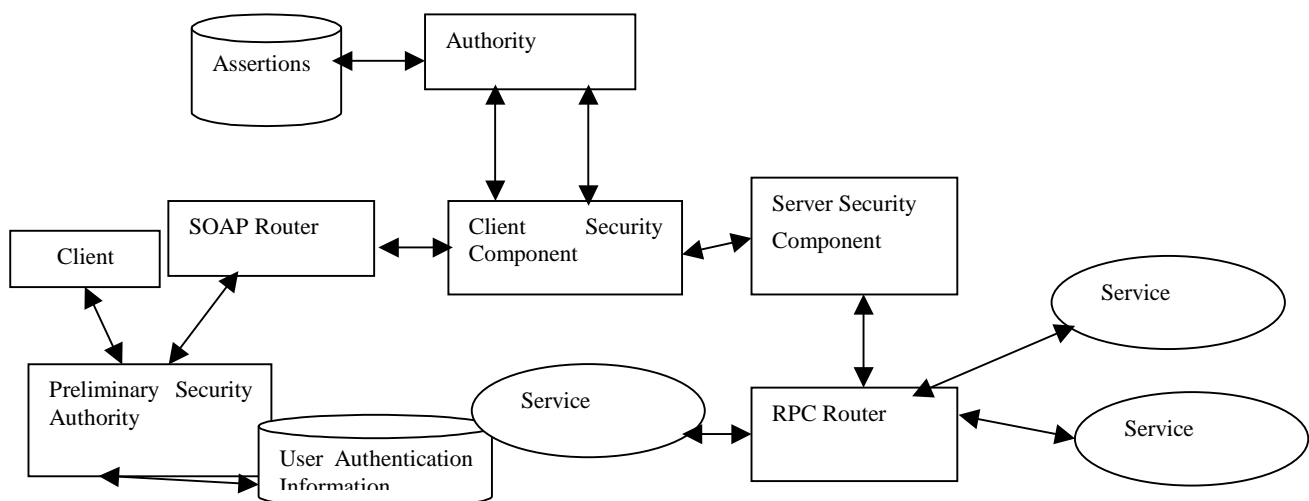 Authority
Assertions
Server Security
Component
SOAP Router
Client Security
Component
Client
Service
Preliminary Security
Authority
Service
RPC Router
Service
User Authentication
Information